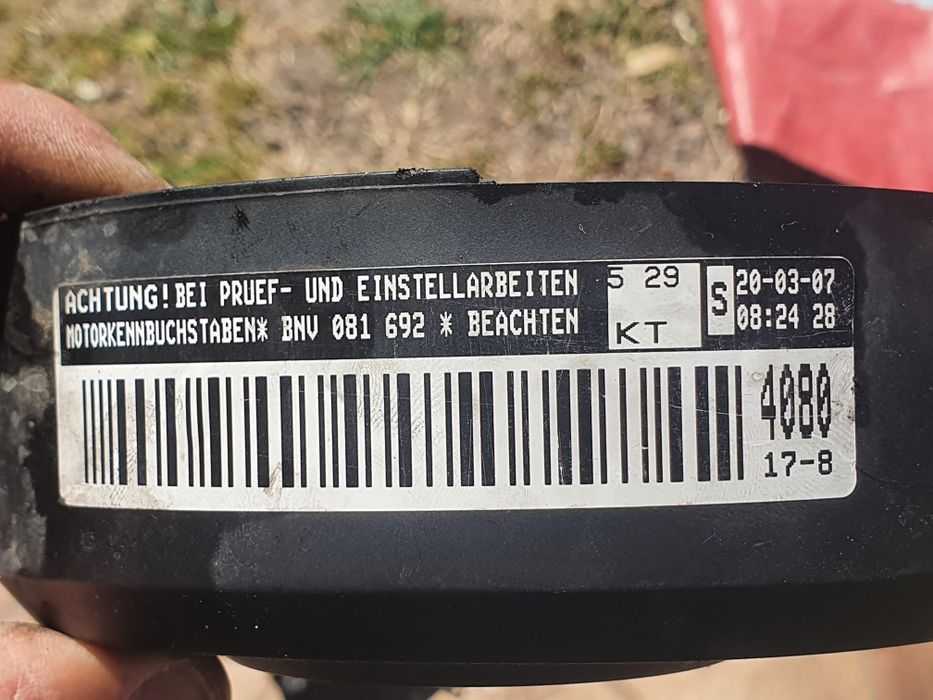 ACHTUNG! BEI PRUEF- UND EINSTELLARBEITEN
MOTORKENNBUCHSTABEN* BNV 081 692 * BEACHTEN
5 29
KT
S
20-03-07
08:24 28
4080
17-8